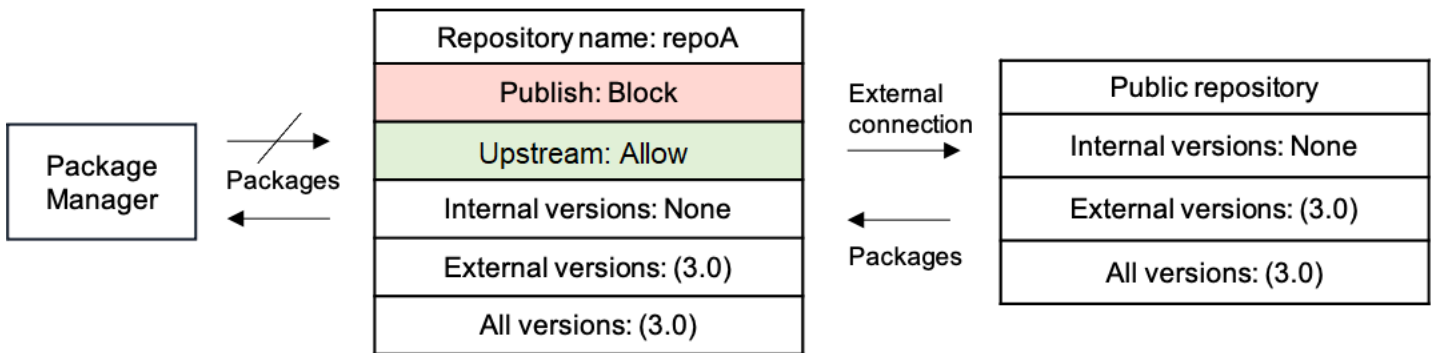 Package
Manager
Packages
Repository name: repoA
Publish: Block
Upstream: Allow
Internal versions: None
External versions: (3.0)
All versions: (3.0)
External
connection
Packages
Public repository
Internal versions: None
External versions: (3.0)
All versions: (3.0)